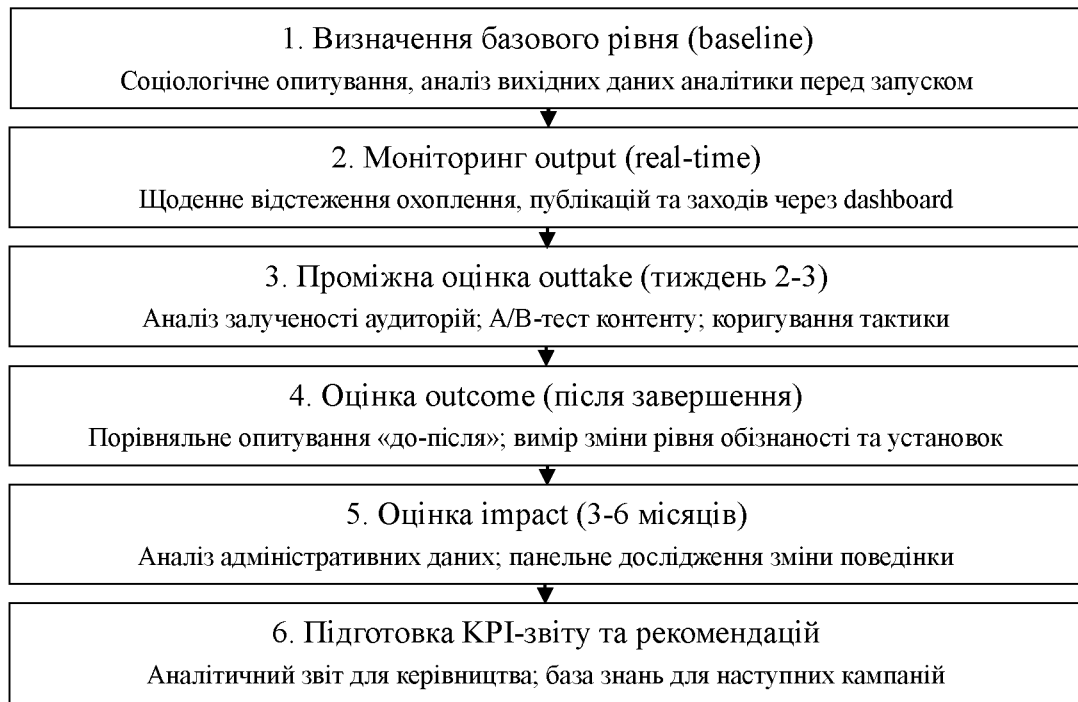 1. Визначення базового рівня (baseline)
Соціологічне опитування, аналіз вихідних даних аналітики перед запуском
2. Моніторинг output (real-time)
Щоденне відстеження охоплення, публікацій та заходів через dashboard
3. Проміжна оцінка outtake (тиждень 2-3)
Аналіз залученості аудиторій; A/B-тест контенту; коригування тактики
4. Оцінка outcome (після завершення)
Порівняльне опитування «до-після»; вимір зміни рівня обізнаності та установок
5. Оцінка impact (3-6 місяців)
Аналіз адміністративних даних; панельне дослідження зміни поведінки
6. Підготовка KPI-звіту та рекомендацій
Аналітичний звіт для керівництва; база знань для наступних кампаній